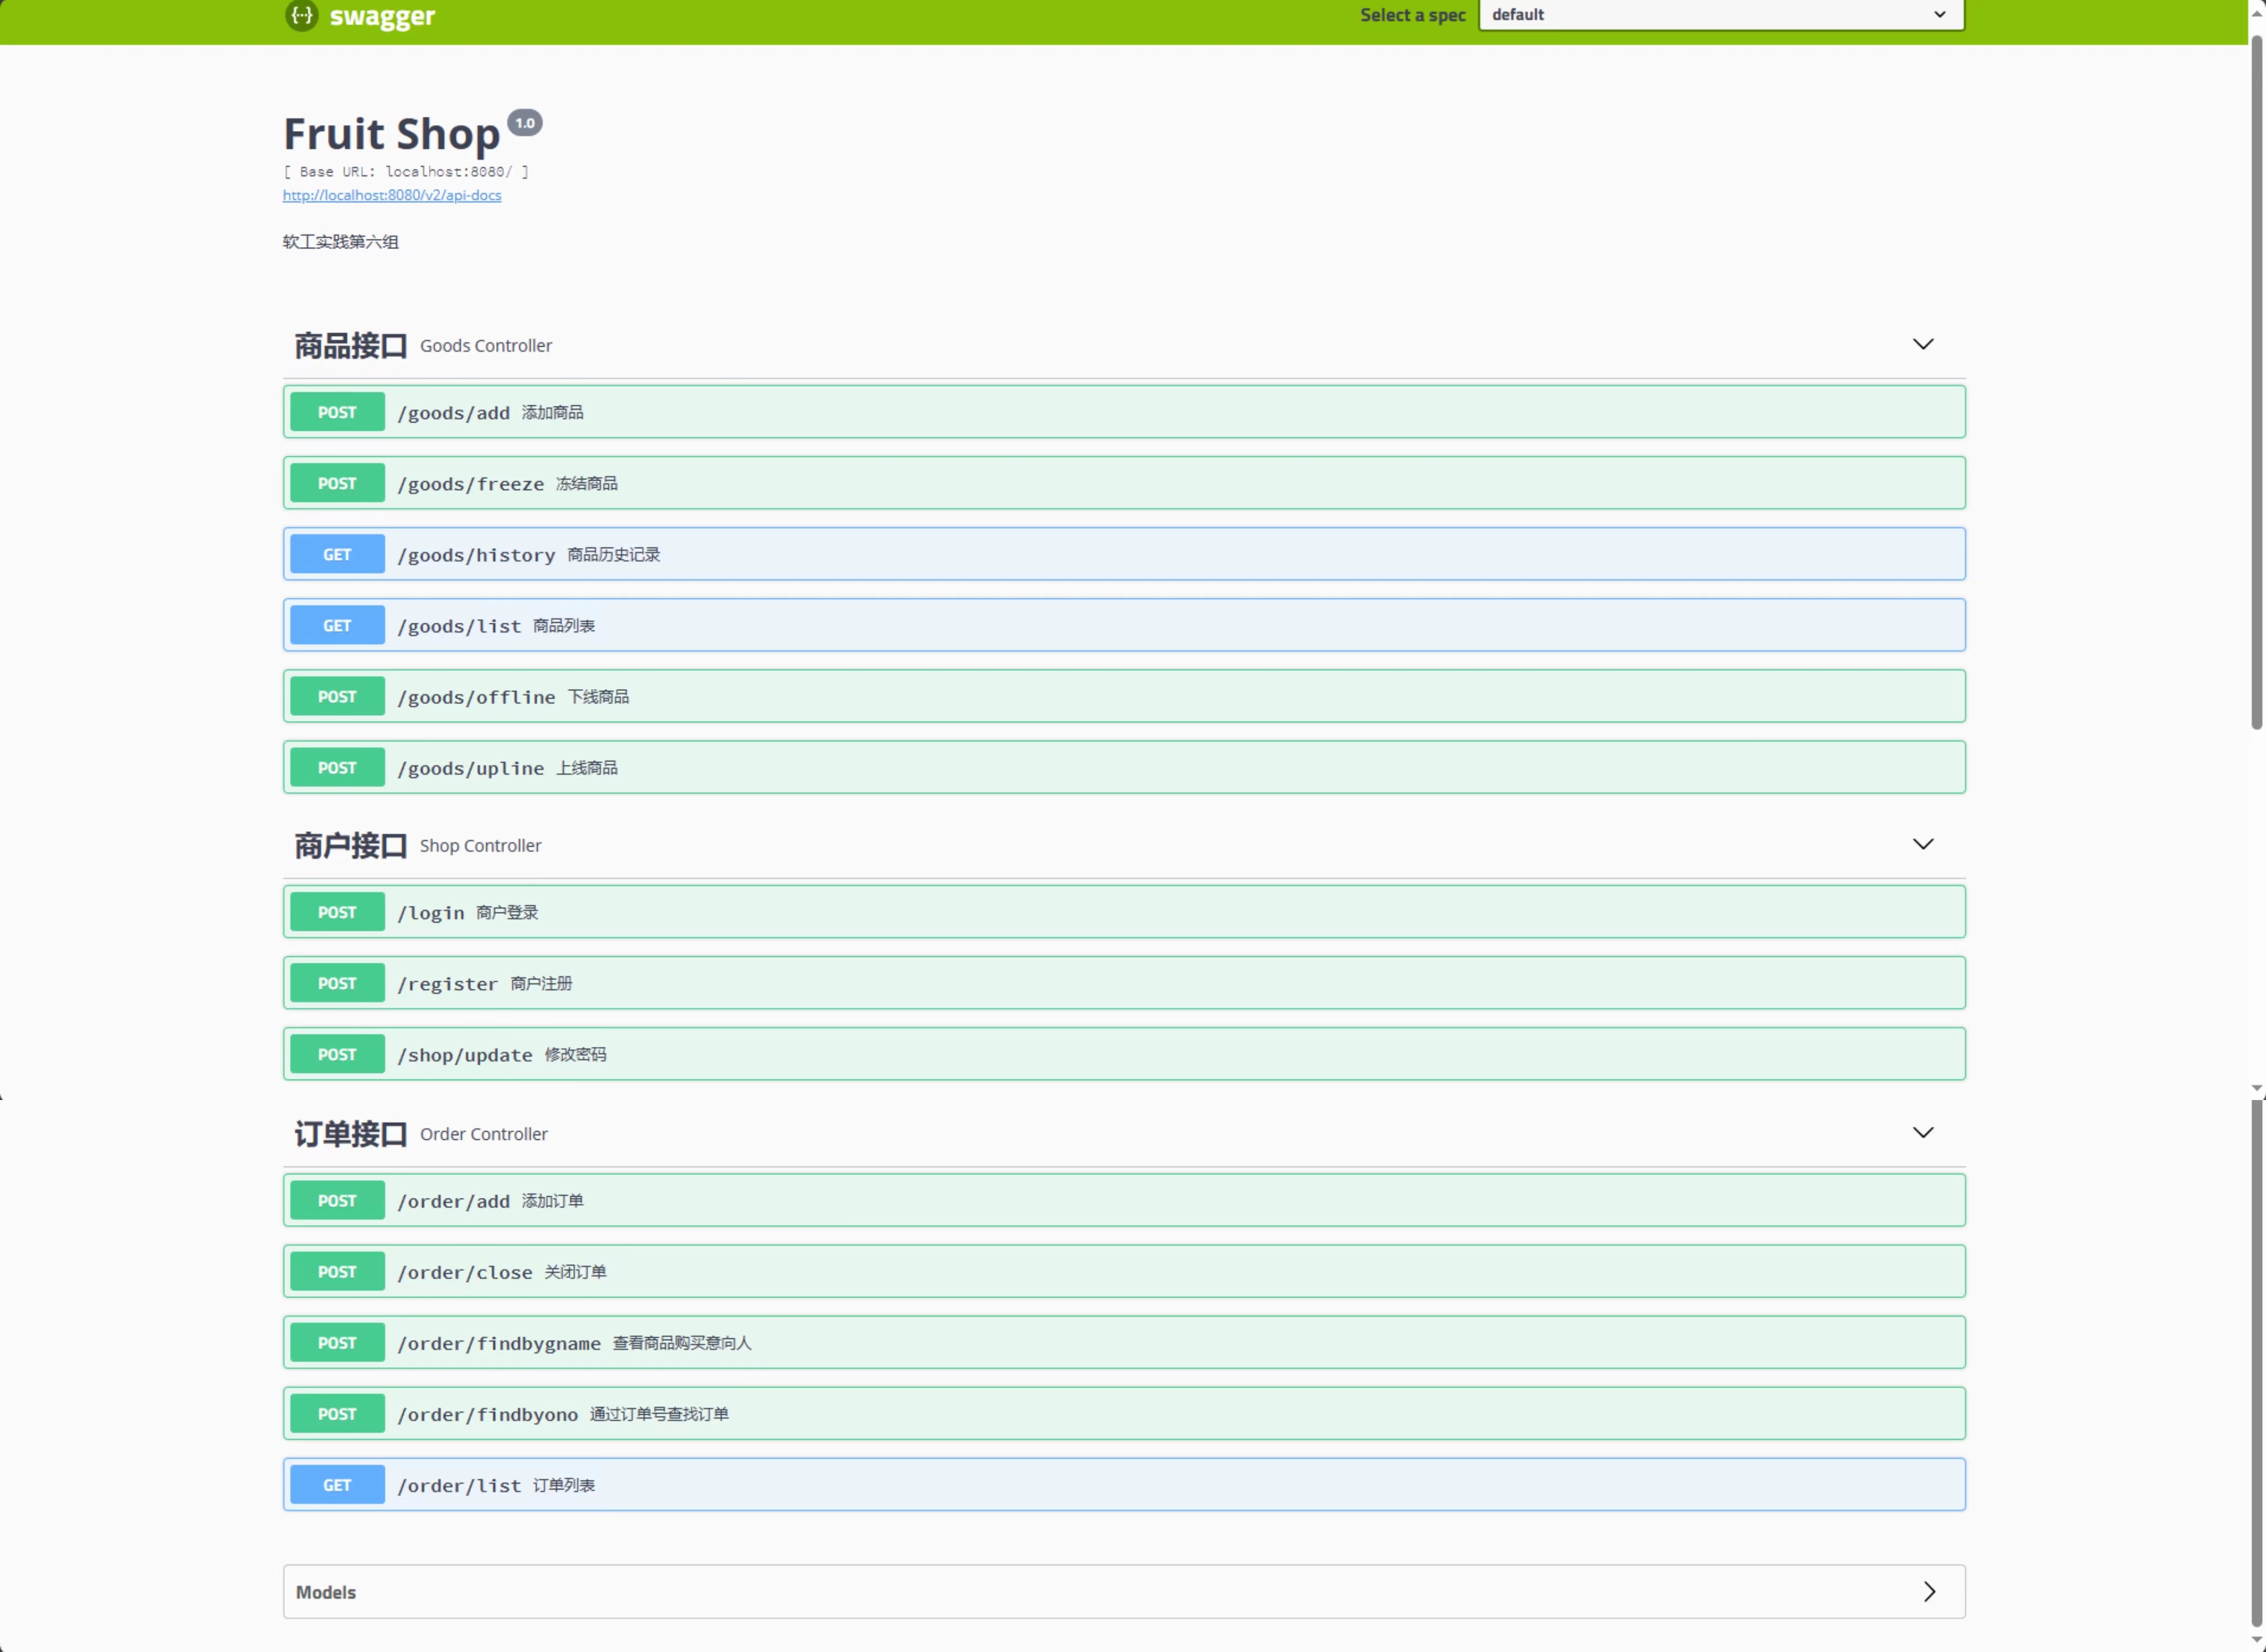 swagger
Select a spec default
Fruit Shop 1.0
[ Base URL: localhost:8080/ ]
http://localhost:8080/v2/api-docs
软工实践第六组
商品接口 Goods Controller
POST /goods/add 添加商品
POST /goods/freeze 冻结商品
GET /goods/history 商品历史记录
GET /goods/list 商品列表
POST /goods/offline 下线商品
POST /goods/upline 上线商品
商户接口 Shop Controller
POST /login 商户登录
POST /register 商户注册
POST /shop/update 修改密码
订单接口 Order Controller
POST /order/add 添加订单
POST /order/close 关闭订单
POST /order/findbygname 查看商品购买意向人
POST /order/findbyono 通过订单号查找订单
GET /order/list 订单列表
Models